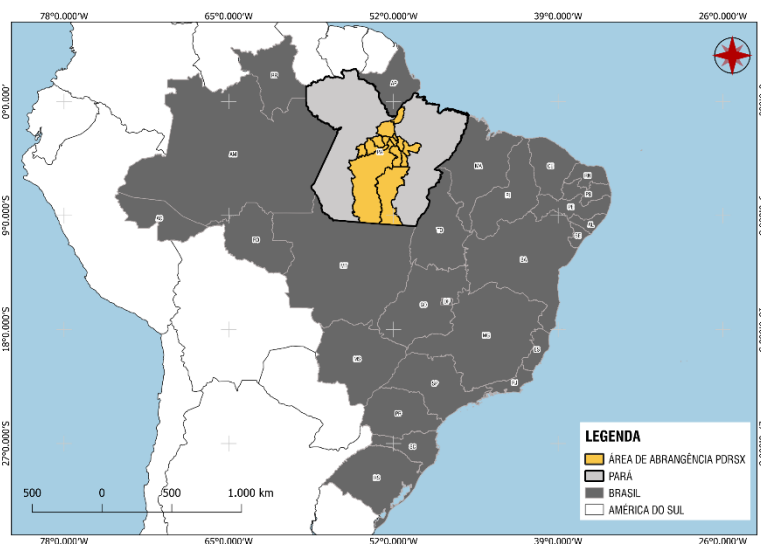 78°0.000'W 65°0.000'W 52°0.000'W 39°0.000'W 26°0.000'W
0°0.000'
9°0.000'S
18°0.000'S
27°0.000'S
RR
AP
AM
PA
MA
CE
RN
PB
PI
PE
AL
SE
AC
RO
TO
BA
MT
GO
DF
MG
ES
MS
SP
RJ
PR
SC
RS
500 0 500 1.000 km
LEGENDA
ÁREA DE ABRANGÊNCIA PDRSX
PARÁ
BRASIL
AMÉRICA DO SUL
78°0.000'W 65°0.000'W 52°0.000'W 39°0.000'W 26°0.000'W